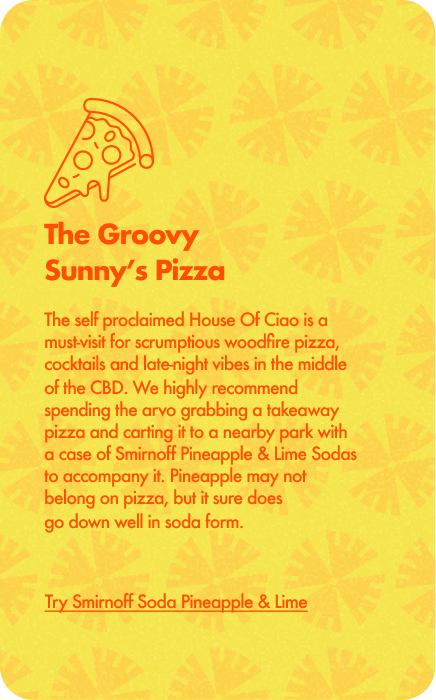 The Groovy
Sunny's Pizza
The self proclaimed House Of Ciao is a
must-visit for scrumptious woodfire pizza,
cocktails and late-night vibes in the middle
of the CBD. We highly recommend
spending the arvo grabbing a takeaway
pizza and carting it to a nearby park with
a case of Smirnoff Pineapple & Lime Sodas
to accompany it. Pineapple may not
belong on pizza, but it sure does
go down well in soda form.
Try Smirnoff Soda Pineapple & Lime